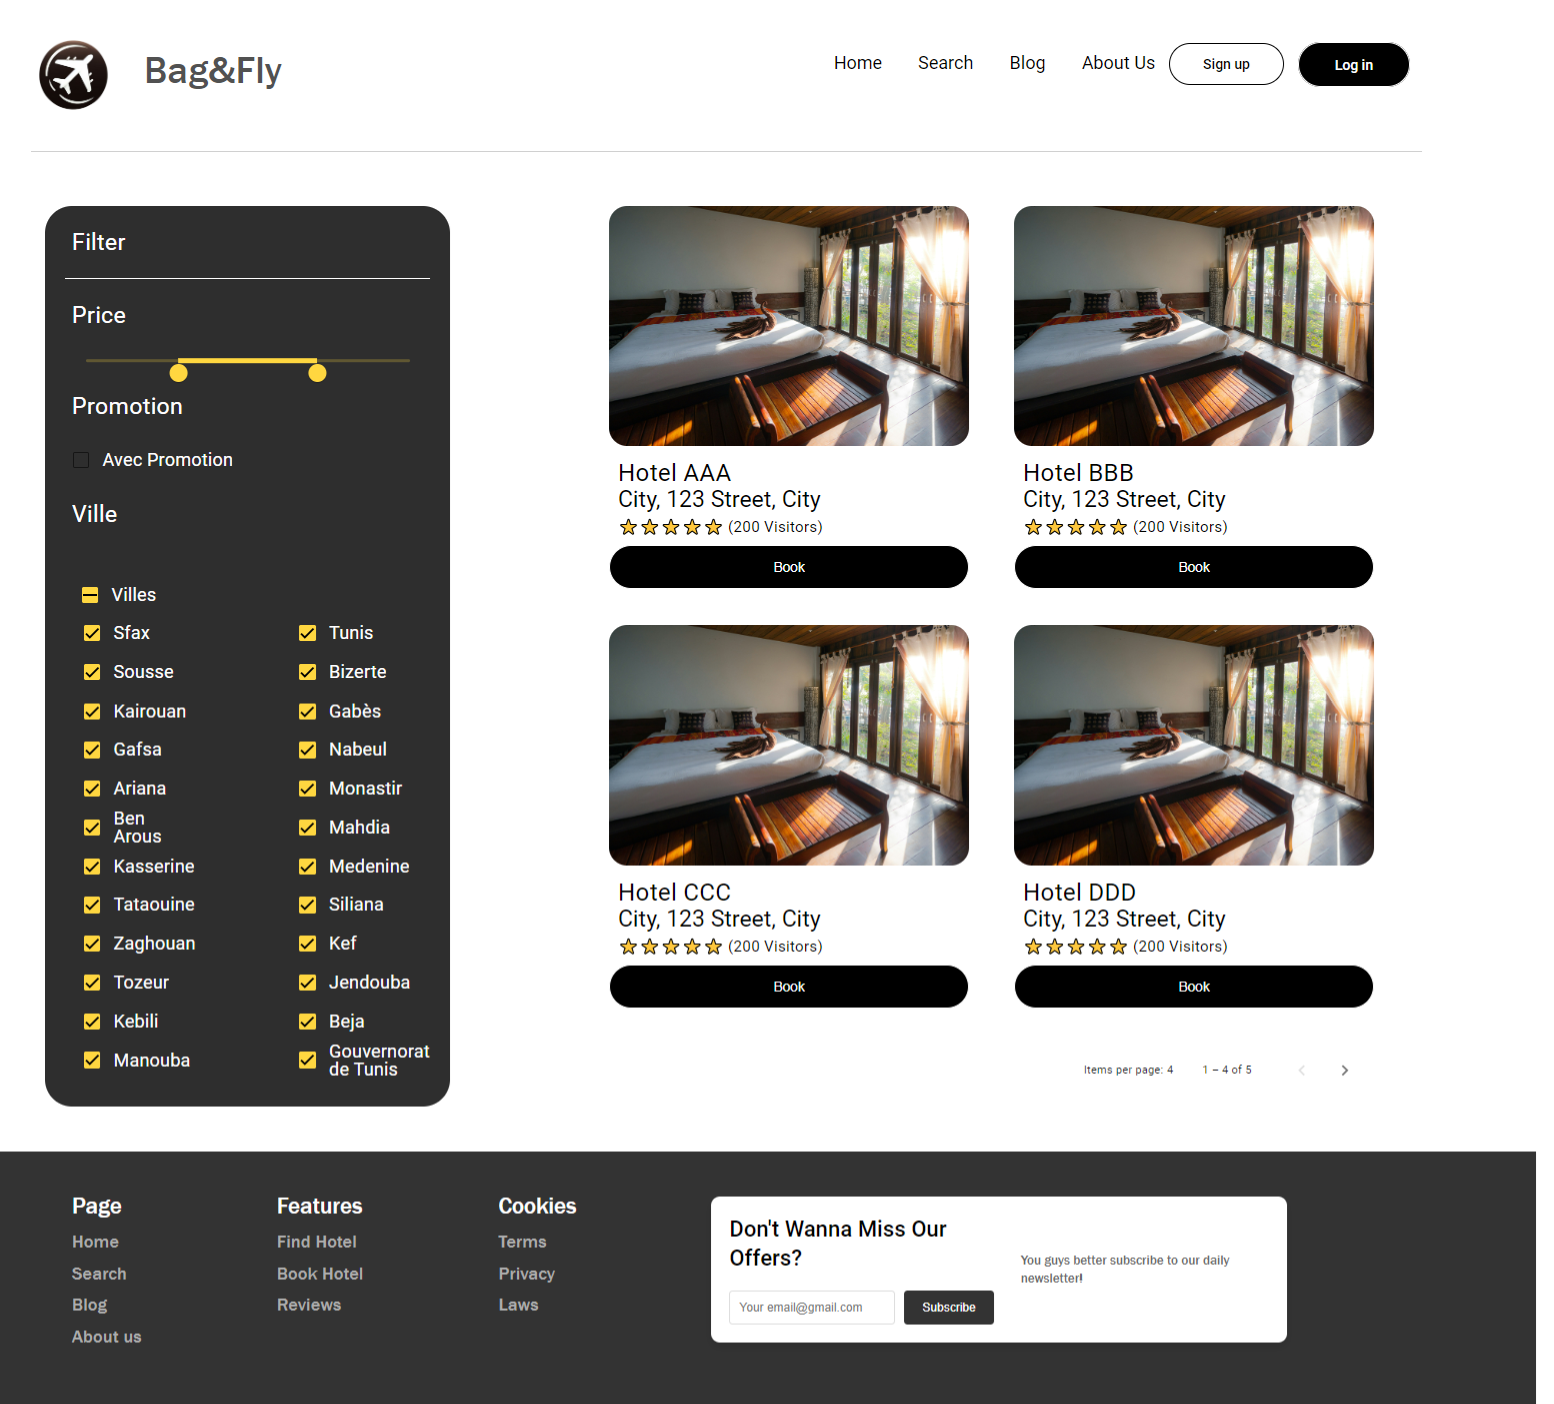 Bag&Fly
Home
Search
Blog
About Us
Sign up
Log in
Filter
Price
Promotion
Avec Promotion
Ville
Villes
Sfax
Tunis
Sousse
Bizerte
Kairouan
Gabès
Gafsa
Nabeul
Ariana
Monastir
Ben
Arous
Mahdia
Kasserine
Medenine
Tataouine
Siliana
Zaghouan
Kef
Tozeur
Jendouba
Kebili
Beja
Manouba
Gouvernorat
de Tunis
Hotel AAA
City, 123 Street, City
(200 Visitors)
Book
Hotel BBB
City, 123 Street, City
(200 Visitors)
Book
Hotel CCC
City, 123 Street, City
(200 Visitors)
Book
Hotel DDD
City, 123 Street, City
(200 Visitors)
Book
Items per page: 4
1 – 4 of 5
Page
Home
Search
Blog
About us
Features
Find Hotel
Book Hotel
Reviews
Cookies
Terms
Privacy
Laws
Don't Wanna Miss Our
Offers?
Your email@gmail.com
Subscribe
You guys better subscribe to our daily
newsletter!